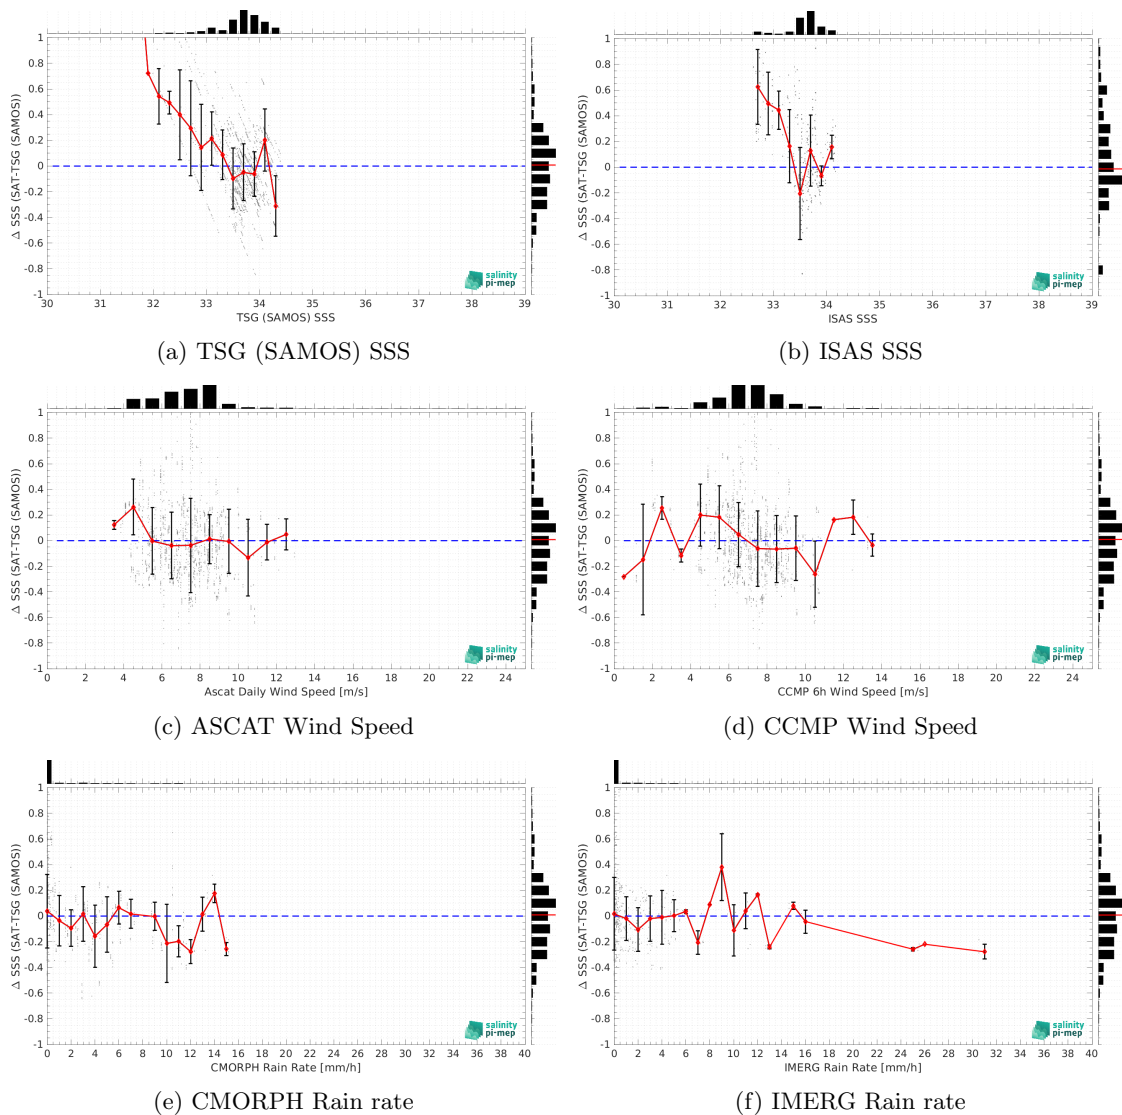 1
0.8
0.6
0.4
0.2
0
-0.2
-0.4
-0.6
-0.8
-1
Δ SSS (SAT-TSG (SAMOS))
30 31 32 33 34 35 36 37 38 39
TSG (SAMOS) SSS
salinity
pi-mep
(a) TSG (SAMOS) SSS
1
0.8
0.6
0.4
0.2
0
-0.2
-0.4
-0.6
-0.8
-1
Δ SSS (SAT-TSG (SAMOS))
30 31 32 33 34 35 36 37 38 39
ISAS SSS
salinity
pi-mep
(b) ISAS SSS
1
0.8
0.6
0.4
0.2
0
-0.2
-0.4
-0.6
-0.8
-1
Δ SSS (SAT-TSG (SAMOS))
0 2 4 6 8 10 12 14 16 18 20 22 24
Ascat Daily Wind Speed [m/s]
salinity
pi-mep
(c) ASCAT Wind Speed
1
0.8
0.6
0.4
0.2
0
-0.2
-0.4
-0.6
-0.8
-1
Δ SSS (SAT-TSG (SAMOS))
0 2 4 6 8 10 12 14 16 18 20 22 24
CCMP 6h Wind Speed [m/s]
salinity
pi-mep
(d) CCMP Wind Speed
1
0.8
0.6
0.4
0.2
0
-0.2
-0.4
-0.6
-0.8
-1
Δ SSS (SAT-TSG (SAMOS))
0 2 4 6 8 10 12 14 16 18 20 22 24 26 28 30 32 34 36 38 40
CMORPH Rain Rate [mm/h]
salinity
pi-mep
(e) CMORPH Rain rate
1
0.8
0.6
0.4
0.2
0
-0.2
-0.4
-0.6
-0.8
-1
Δ SSS (SAT-TSG (SAMOS))
0 2 4 6 8 10 12 14 16 18 20 22 24 26 28 30 32 34 36 38 40
IMERG Rain Rate [mm/h]
salinity
pi-mep
(f) IMERG Rain rate